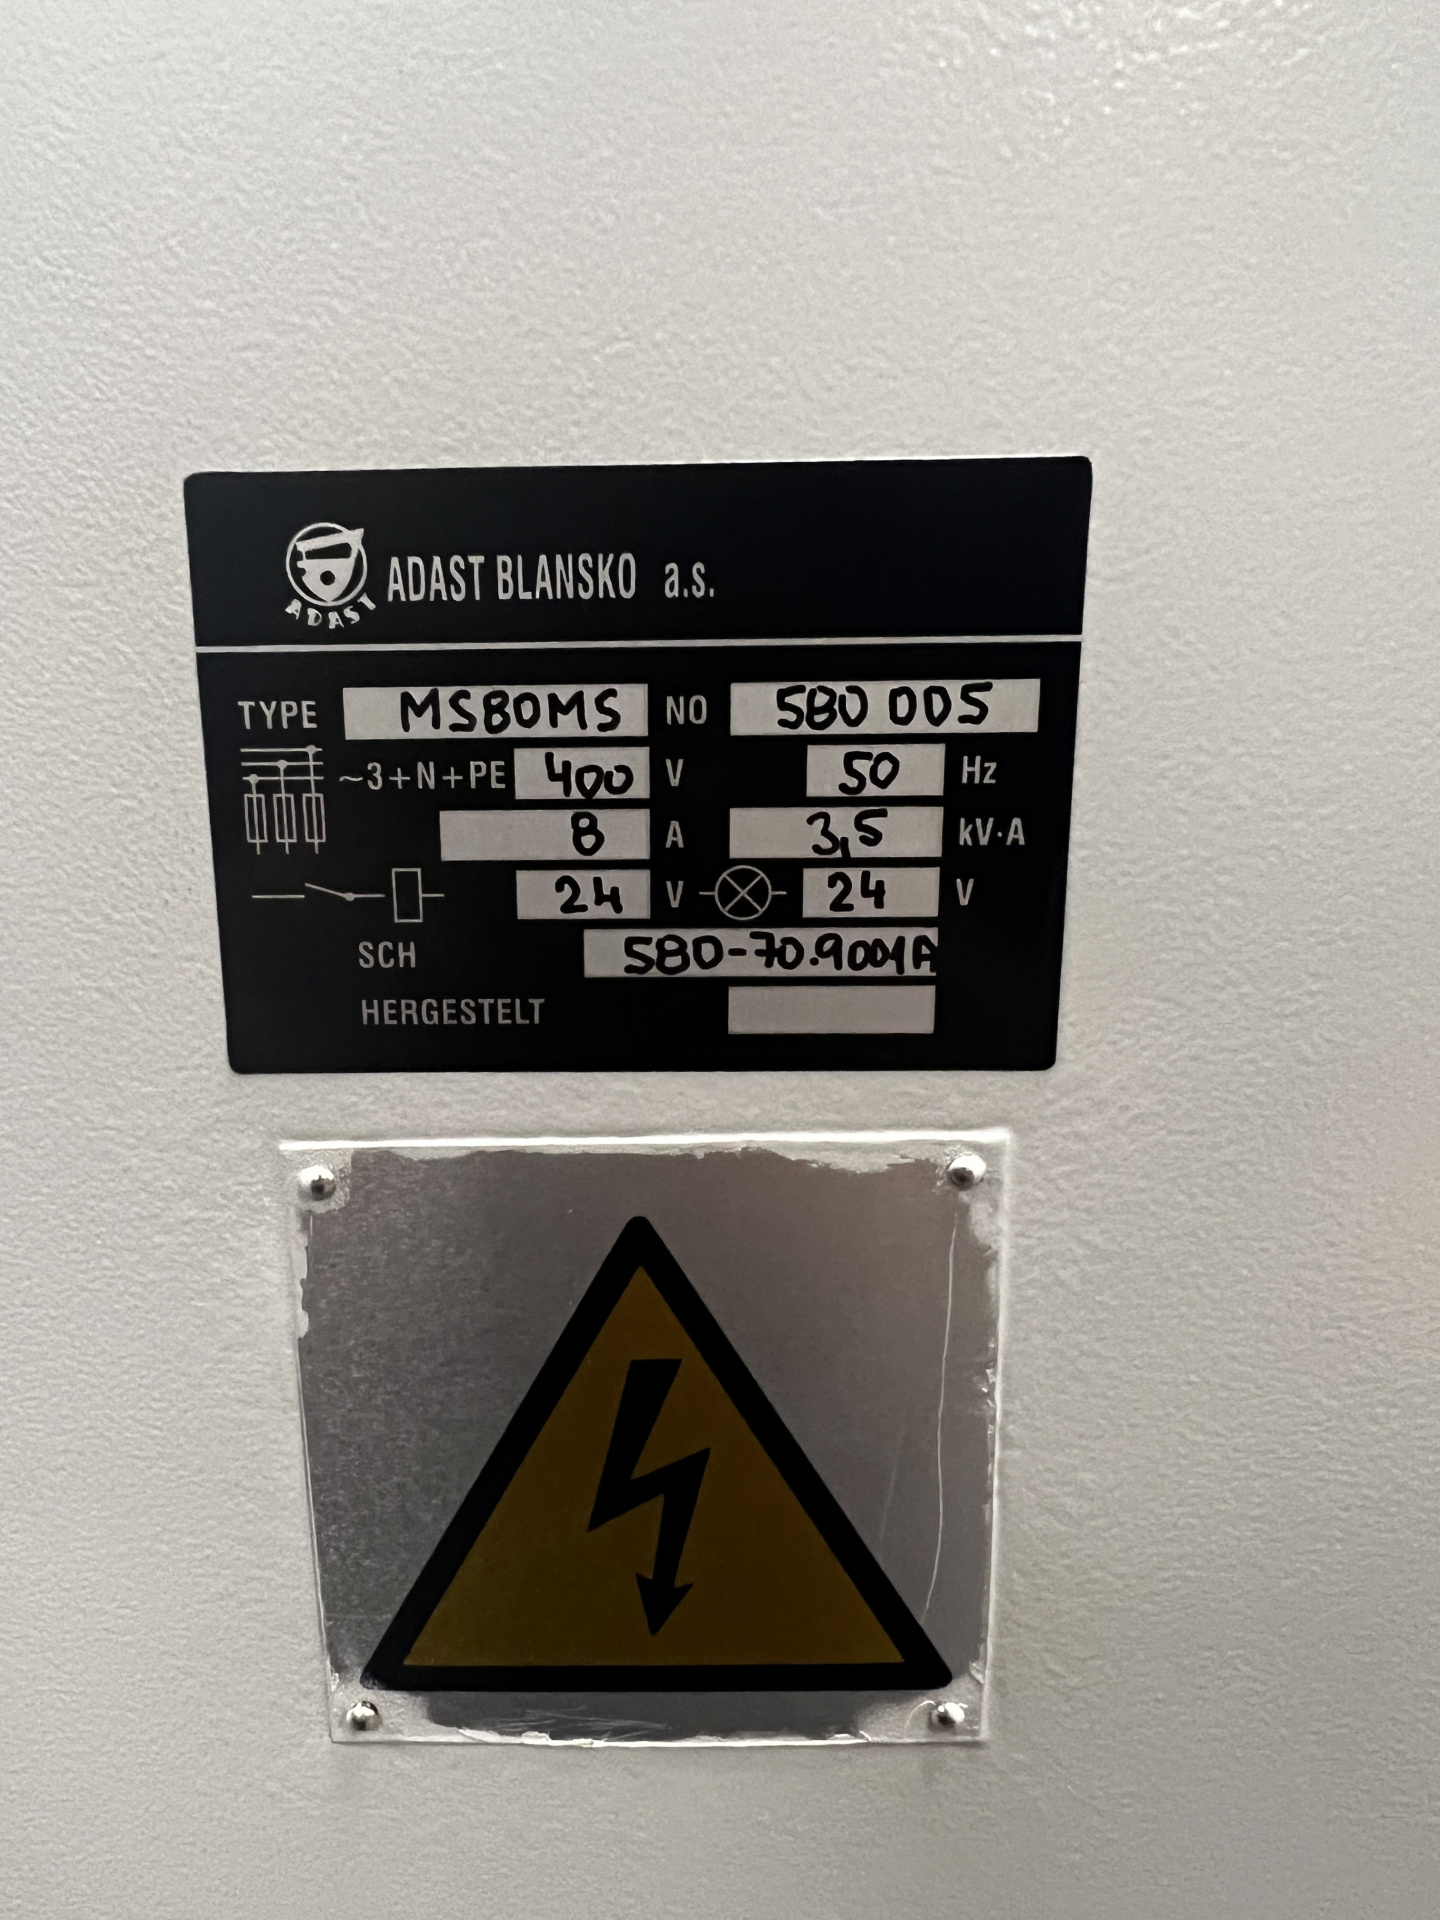 ADAST
ADAST BLANSKO a.s.
TYPE MS80MS NO 580 005
~3+N+PE 400 V 50 Hz
8 A 3,5 kV·A
24 V 24 V
SCH 580-70.9001A
HERGESTELT